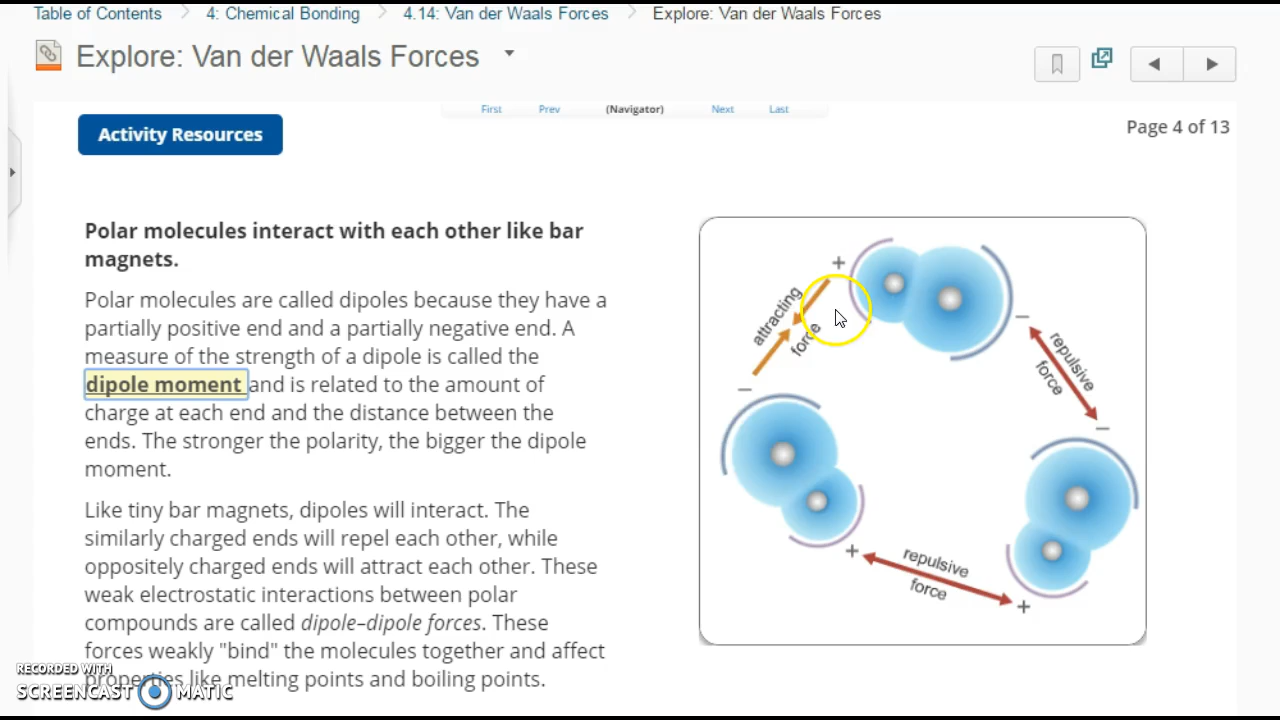 Table of Contents > 4: Chemical Bonding > 4.14: Van der Waals Forces > Explore: Van der Waals Forces
Explore: Van der Waals Forces
First Prev (Navigator) Next Last
Activity Resources
Page 4 of 13
Polar molecules interact with each other like bar
magnets.
Polar molecules are called dipoles because they have a
partially positive end and a partially negative end. A
measure of the strength of a dipole is called the
dipole moment and is related to the amount of
charge at each end and the distance between the
ends. The stronger the polarity, the bigger the dipole
moment.
Like tiny bar magnets, dipoles will interact. The
similarly charged ends will repel each other, while
oppositely charged ends will attract each other. These
weak electrostatic interactions between polar
compounds are called dipole–dipole forces. These
forces weakly "bind" the molecules together and affect
properties like melting points and boiling points.
+
attracting
force
−
−
repulsive
force
−
+
repulsive
force
+
RECORDED WITH
SCREENCAST MATIC